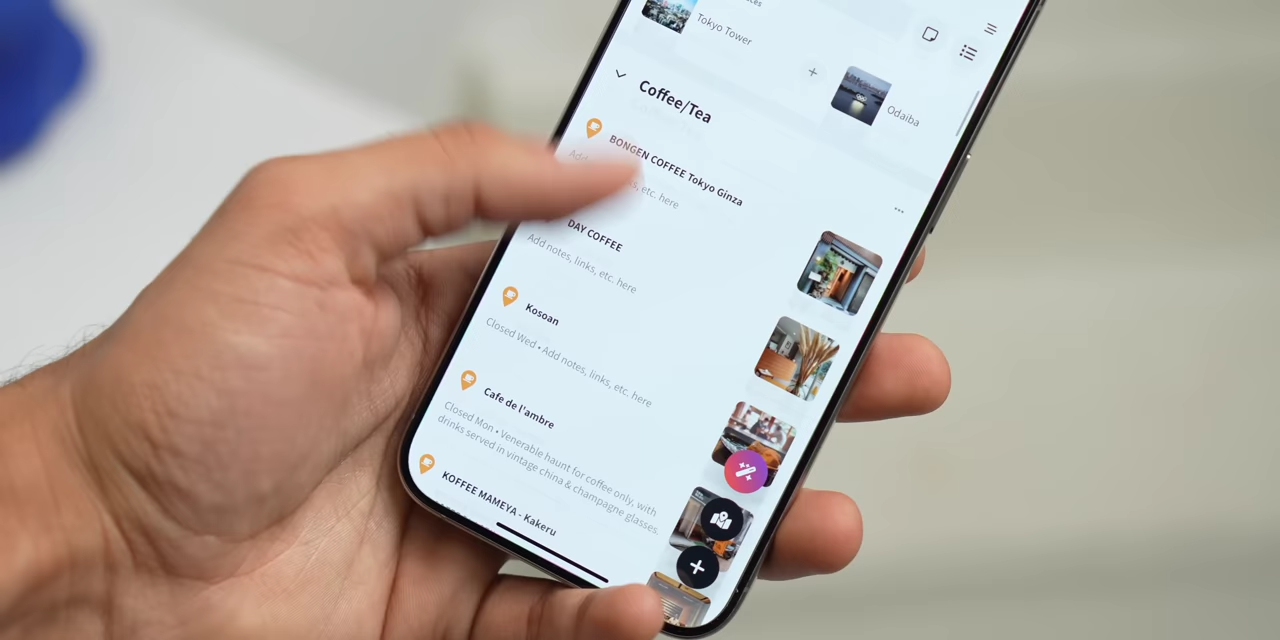 Tokyo Tower
Odaiba
Coffee/Tea
BONGEN COFFEE Tokyo Ginza
etc. here
DAY COFFEE
Add notes, links, etc. here
Kosoan
Closed Wed • Add notes, links, etc. here
Cafe de l'ambre
Closed Mon • Venerable haunt for coffee only, with
drinks served in vintage china & champagne glasses.
KOFFEE MAMEYA - Kakeru